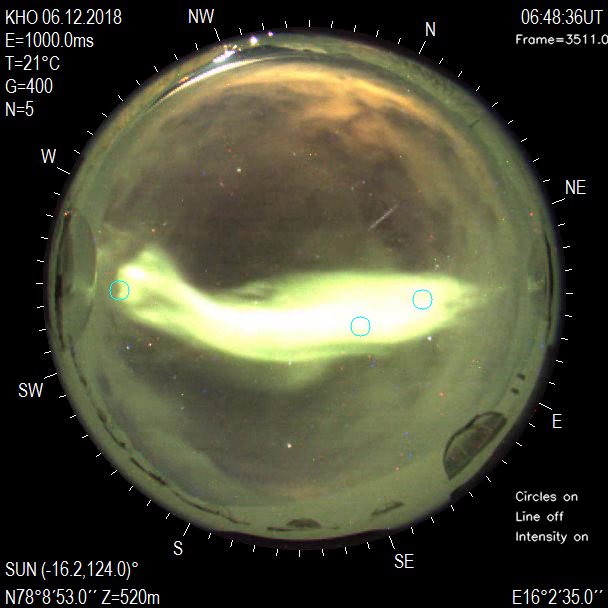 KHO 06.12.2018
E=1000.0ms
T=21°C
G=400
N=5
06:48:36UT
Frame=3511.0
NW
N
W
NE
SW
E
S
SE
Circles on
Line off
Intensity on
SUN (-16.2,124.0)°
N78°8´53.0´´ Z=520m
E16°2´35.0´´